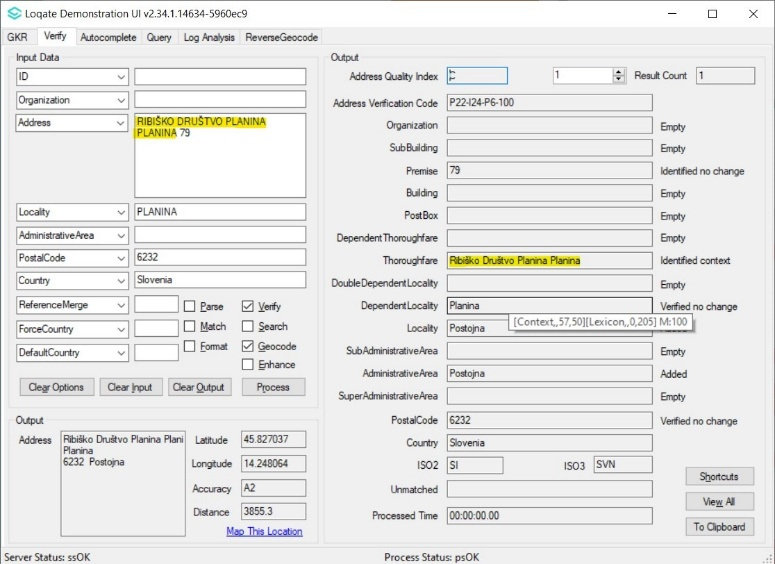 Loqate Demonstration UI v2.34.1.14634-5960ec9
GKR Verify Autocomplete Query Log Analysis ReverseGeocode
Input Data
ID
Organization
Address
RIBIŠKO DRUŠTVO PLANINA
PLANINA 79
Locality PLANINA
AdministrativeArea
PostalCode 6232
Country Slovenia
ReferenceMerge Parse Verify
ForceCountry Match Search
DefaultCountry Format Geocode
Enhance
Clear Options Clear Input Clear Output Process
Output
Address
Ribiško Društvo Planina Plani
Planina
6232 Postojna
Latitude 45.827037
Longitude 14.248064
Accuracy A2
Distance 3855.3
Map This Location
Output
Address Quality Index 1 Result Count 1
Address Verification Code P22-I24-P6-100
Organization Empty
SubBuilding Empty
Premise 79 Identified no change
Building Empty
PostBox Empty
DependentThoroughfare Empty
Thoroughfare Ribiško Društvo Planina Planina Identified context
DoubleDependentLocality Empty
DependentLocality Planina Verified no change
[Context,,57,50][Lexicon,,0,205] M:100
Locality Postojna
SubAdministrativeArea Empty
AdministrativeArea Postojna Added
SuperAdministrativeArea Empty
PostalCode 6232 Verified no change
Country Slovenia
ISO2 SI ISO3 SVN
Unmatched
Processed Time 00:00:00.00
Shortcuts
View All
To Clipboard
Server Status: ssOK Process Status: psOK